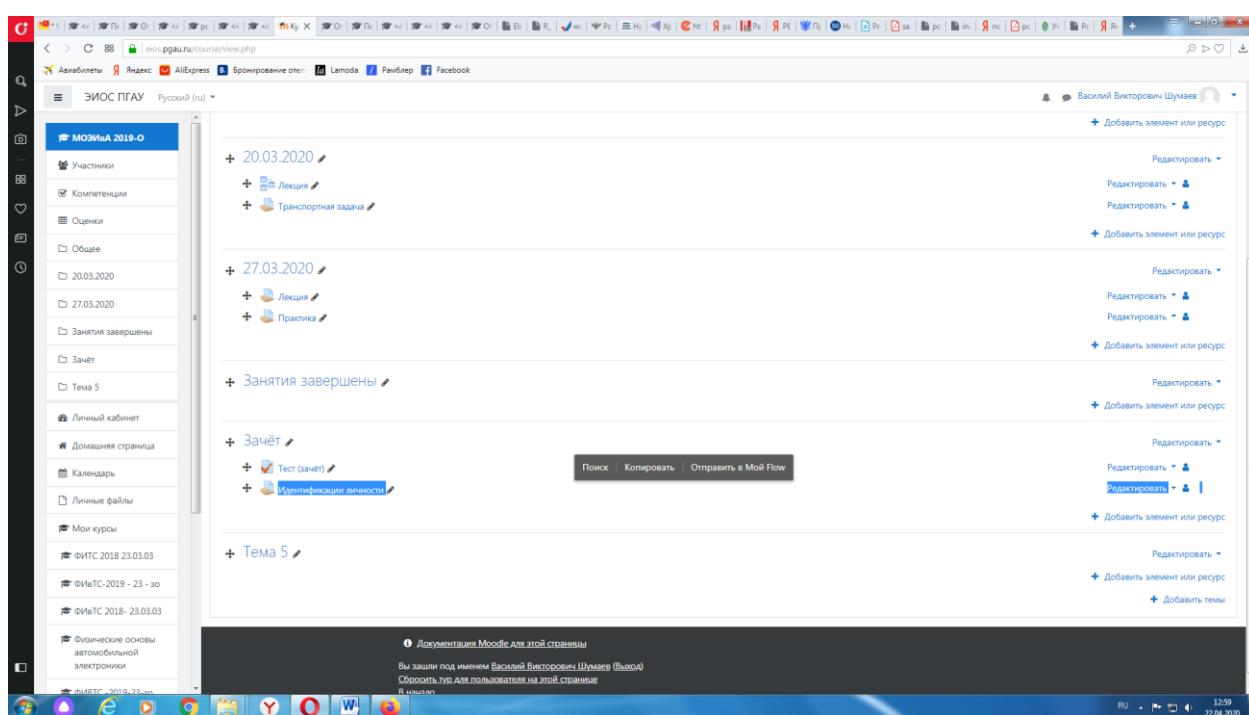 eios.pgau.ru/course/view.php
Авиабилеты Яндекс AliExpress Бронирование отел Lamoda Рамблер Facebook
ЭИОС ПГАУ Русский (ru)
Василий Викторович Шумаев
МОЭИиА 2019-О
Участники
Компетенции
Оценки
Общее
20.03.2020
27.03.2020
Занятия завершены
Зачёт
Тема 5
Личный кабинет
Домашняя страница
Календарь
Личные файлы
Мои курсы
ФИТС 2018 23.03.03
ФИвТС-2019 - 23 - зо
ФИвТС 2018- 23.03.03
Физические основы
автомобильной
электроники
Добавить элемент или ресурс
20.03.2020
Редактировать
Лекция
Редактировать
Транспортная задача
Редактировать
Добавить элемент или ресурс
27.03.2020
Редактировать
Лекция
Редактировать
Практика
Редактировать
Добавить элемент или ресурс
Занятия завершены
Редактировать
Добавить элемент или ресурс
Зачёт
Редактировать
Поиск Копировать Отправить в Мой Flow
Тест (зачёт)
Редактировать
Идентификации личности
Редактировать
Добавить элемент или ресурс
Тема 5
Редактировать
Добавить элемент или ресурс
Добавить темы
Документация Moodle для этой страницы
Вы зашли под именем Василий Викторович Шумаев (Выход)
Сбросить тур для пользователя на этой странице
В начало
RU
12:59
22.04.2020